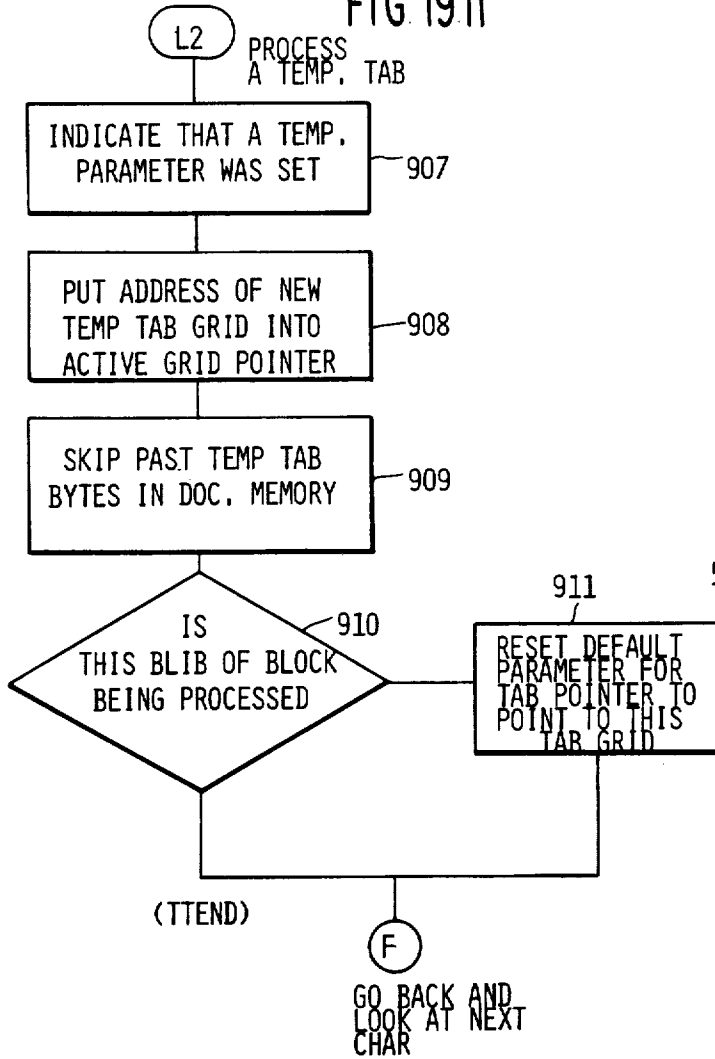 FIG 19
L2
PROCESS
A TEMP. TAB
INDICATE THAT A TEMP.
PARAMETER WAS SET
907
PUT ADDRESS OF NEW
TEMP TAB GRID INTO
ACTIVE GRID POINTER
908
SKIP PAST TEMP TAB
BYTES IN DOC. MEMORY
909
IS
THIS BLIB OF BLOCK
BEING PROCESSED
910
911
RESET DEFAULT
PARAMETER FOR
TAB POINTER TO
POINT TO THIS
TAB GRID
(TTEND)
F
GO BACK AND
LOOK AT NEXT
CHAR